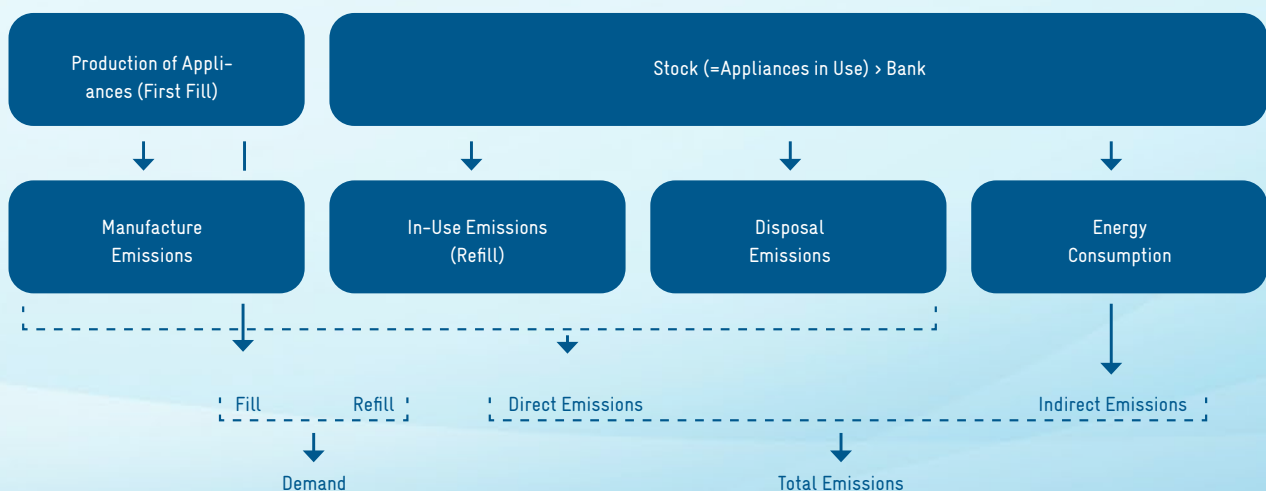 Production of Appli-
ances (First Fill)
Stock (=Appliances in Use) › Bank
Manufacture
Emissions
In-Use Emissions
(Refill)
Disposal
Emissions
Energy
Consumption
Fill
Refill
Direct Emissions
Indirect Emissions
Demand
Total Emissions